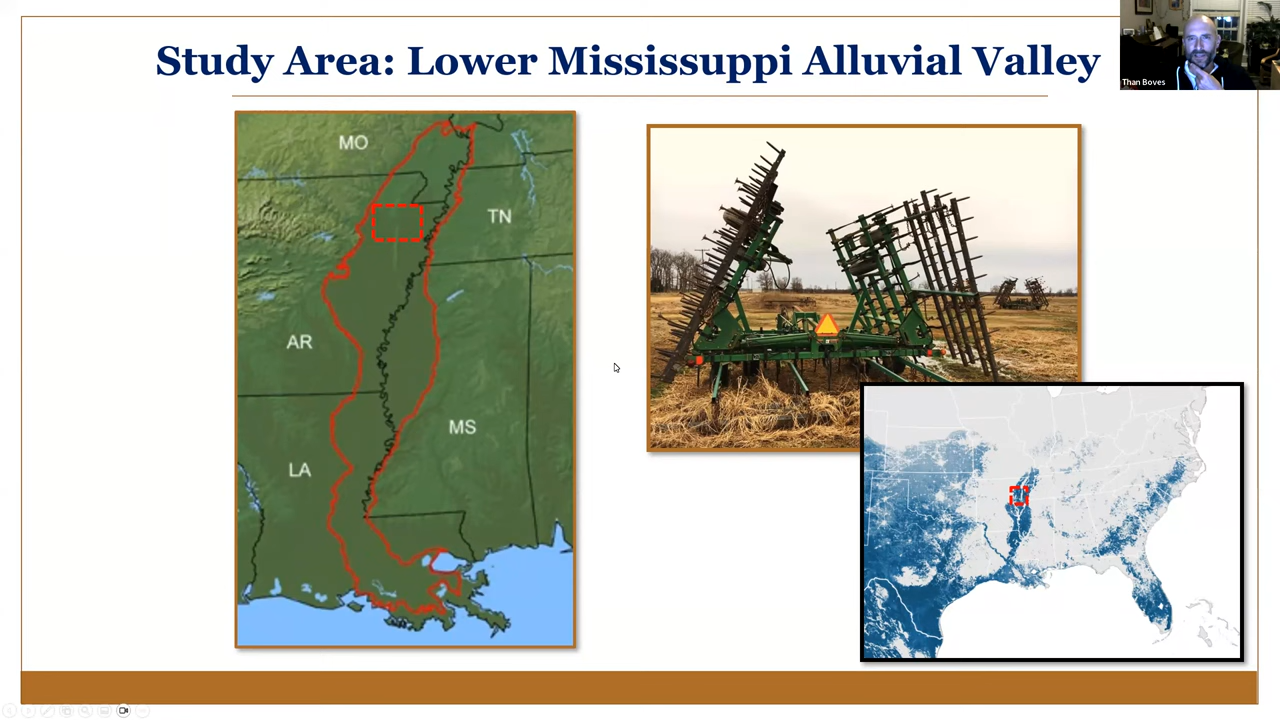 Study Area: Lower Mississuppi Alluvial Valley
Than Boves
MO
TN
AR
MS
LA